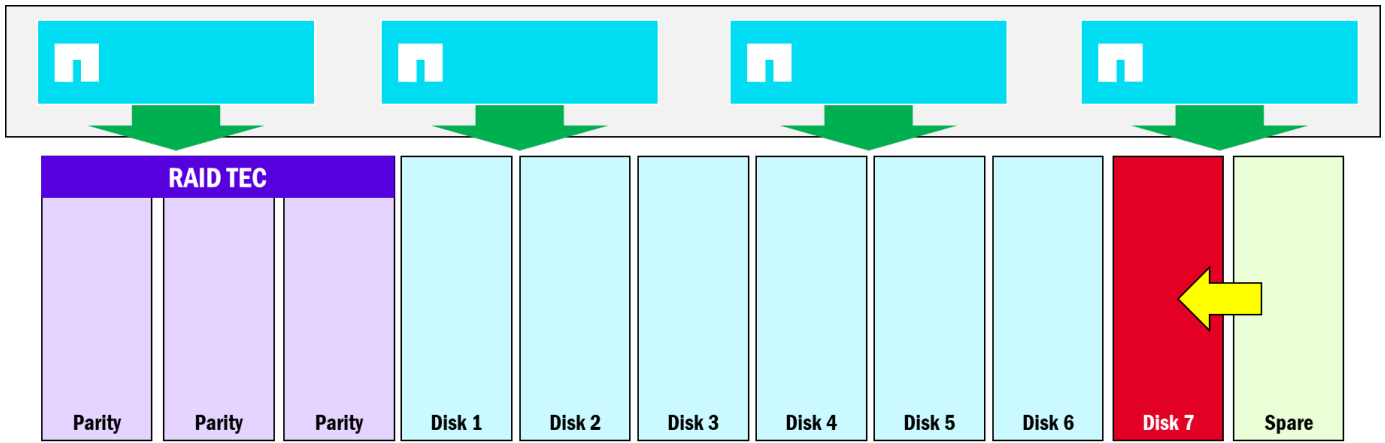 RAID TEC
Parity
Parity
Parity
Disk 1
Disk 2
Disk 3
Disk 4
Disk 5
Disk 6
Disk 7
Spare